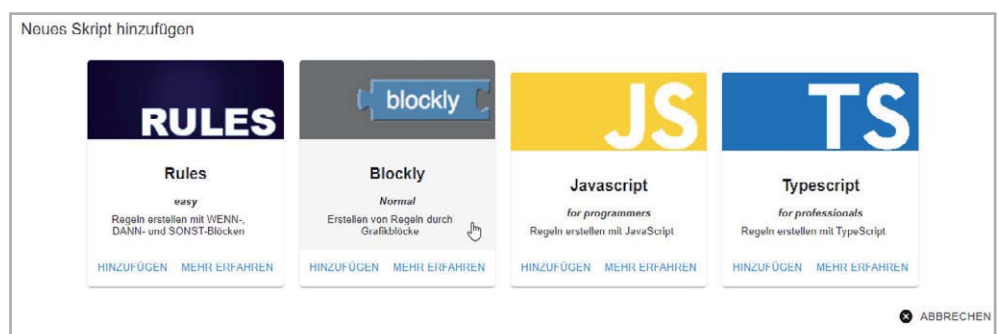 Neues Skript hinzufügen
RULES
Rules
easy
Regeln erstellen mit WENN-,
DANN- und SONST-Blöcken
HINZUFÜGEN MEHR ERFAHREN
blockly
Blockly
Normal
Erstellen von Regeln durch
Grafikblöcke
HINZUFÜGEN MEHR ERFAHREN
JS
Javascript
for programmers
Regeln erstellen mit JavaScript
HINZUFÜGEN MEHR ERFAHREN
TS
Typescript
for professionals
Regeln erstellen mit TypeScript
HINZUFÜGEN MEHR ERFAHREN
ABBRECHEN